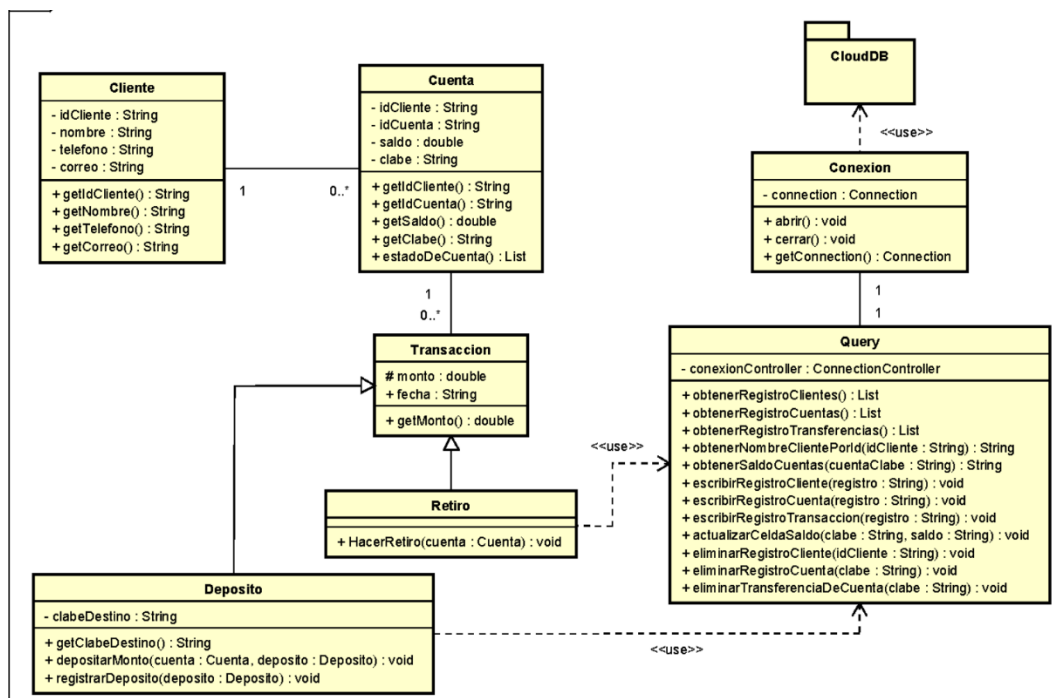 Cliente
- idCliente : String
- nombre : String
- telefono : String
- correo : String
+ getIdCliente() : String
+ getNombre() : String
+ getTelefono() : String
+ getCorreo() : String
1
0..*
Cuenta
- idCliente : String
- idCuenta : String
- saldo : double
- clabe : String
+ getIdCliente() : String
+ getIdCuenta() : String
+ getSaldo() : double
+ getClabe() : String
+ estadoDeCuenta() : List
1
0..*
Transaccion
# monto : double
+ fecha : String
+ getMonto() : double
Retiro
+ HacerRetiro(cuenta : Cuenta) : void
Deposito
- clabeDestino : String
+ getClabeDestino() : String
+ depositarMonto(cuenta : Cuenta, deposito : Deposito) : void
+ registrarDeposito(deposito : Deposito) : void
CloudDB
<<use>>
Conexion
- connection : Connection
+ abrir() : void
+ cerrar() : void
+ getConnection() : Connection
1
1
Query
- conexionController : ConnectionController
+ obtenerRegistroClientes() : List
+ obtenerRegistroCuentas() : List
+ obtenerRegistroTransferencias() : List
+ obtenerNombreClientePorId(idCliente : String) : String
+ obtenerSaldoCuentas(cuentaClabe : String) : String
+ escribirRegistroCliente(registro : String) : void
+ escribirRegistroCuenta(registro : String) : void
+ escribirRegistroTransaccion(registro : String) : void
+ actualizarCeldaSaldo(clabe : String, saldo : String) : void
+ eliminarRegistroCliente(idCliente : String) : void
+ eliminarRegistroCuenta(clabe : String) : void
+ eliminarTransferenciaDeCuenta(clabe : String) : void
<<use>>
<<use>>